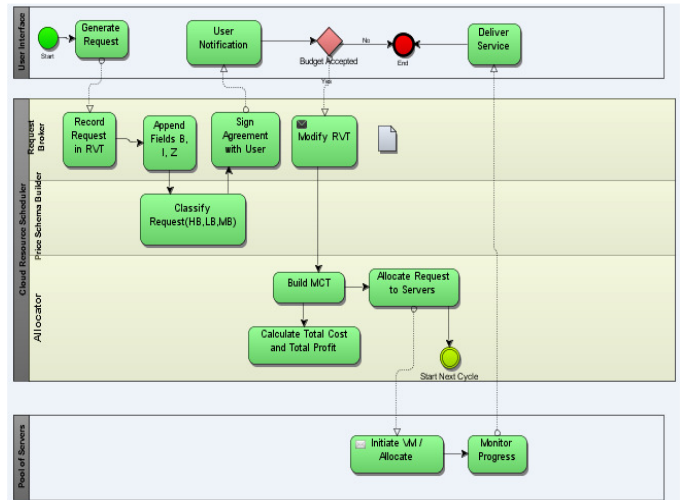 User Interface
Start
Generate
Request
User
Notification
Budget Accepted
No
Yes
End
Deliver
Service
Cloud Resource Scheduler
Request
Broker
Record
Request
in RVT
Append
Fields B,
I, Z
Sign
Agreement
with User
Modify RVT
Price Schema Builder
Classify
Request(HB,LB,MB)
Allocator
Build MCT
Allocate Request
to Servers
Calculate Total Cost
and Total Profit
Start Next Cycle
Pool of Servers
Initiate VM /
Allocate
Monitor
Progress